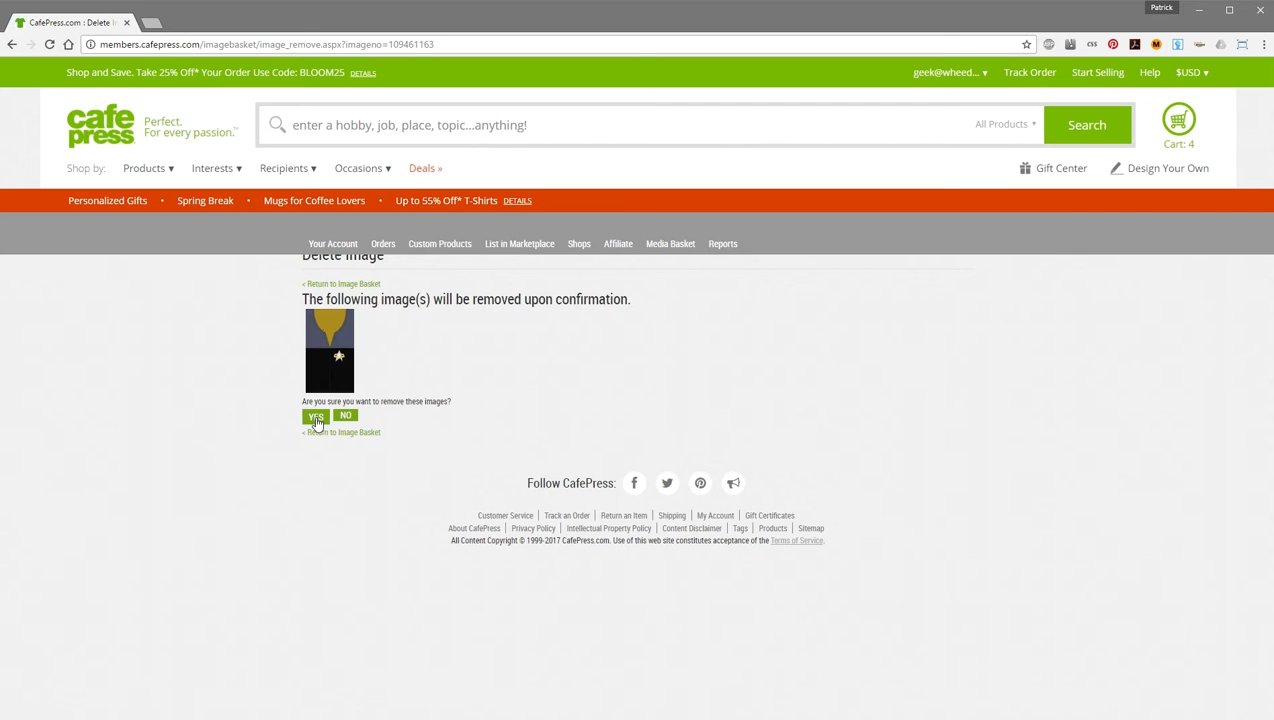 Patrick
CafePress.com : Delete I
members.cafepress.com/imagebasket/image_remove.aspx?imageno=109461163
Shop and Save. Take 25% Off* Your Order Use Code: BLOOM25 DETAILS
geek@wheed... ▾ Track Order Start Selling Help $USD ▾
cafe press Perfect. For every passion.™
enter a hobby, job, place, topic...anything! All Products ▾ Search
Cart: 4
Shop by: Products ▾ Interests ▾ Recipients ▾ Occasions ▾ Deals » Gift Center Design Your Own
Personalized Gifts • Spring Break • Mugs for Coffee Lovers • Up to 55% Off* T-Shirts DETAILS
Your Account Orders Custom Products List in Marketplace Shops Affiliate Media Basket Reports
Delete Image
< Return to Image Basket
The following image(s) will be removed upon confirmation.
Are you sure you want to remove these images?
YES NO
< Return to Image Basket
Follow CafePress:
Customer Service | Track an Order | Return an Item | Shipping | My Account | Gift Certificates
About CafePress | Privacy Policy | Intellectual Property Policy | Content Disclaimer | Tags | Products | Sitemap
All Content Copyright © 1999-2017 CafePress.com. Use of this web site constitutes acceptance of the Terms of Service.